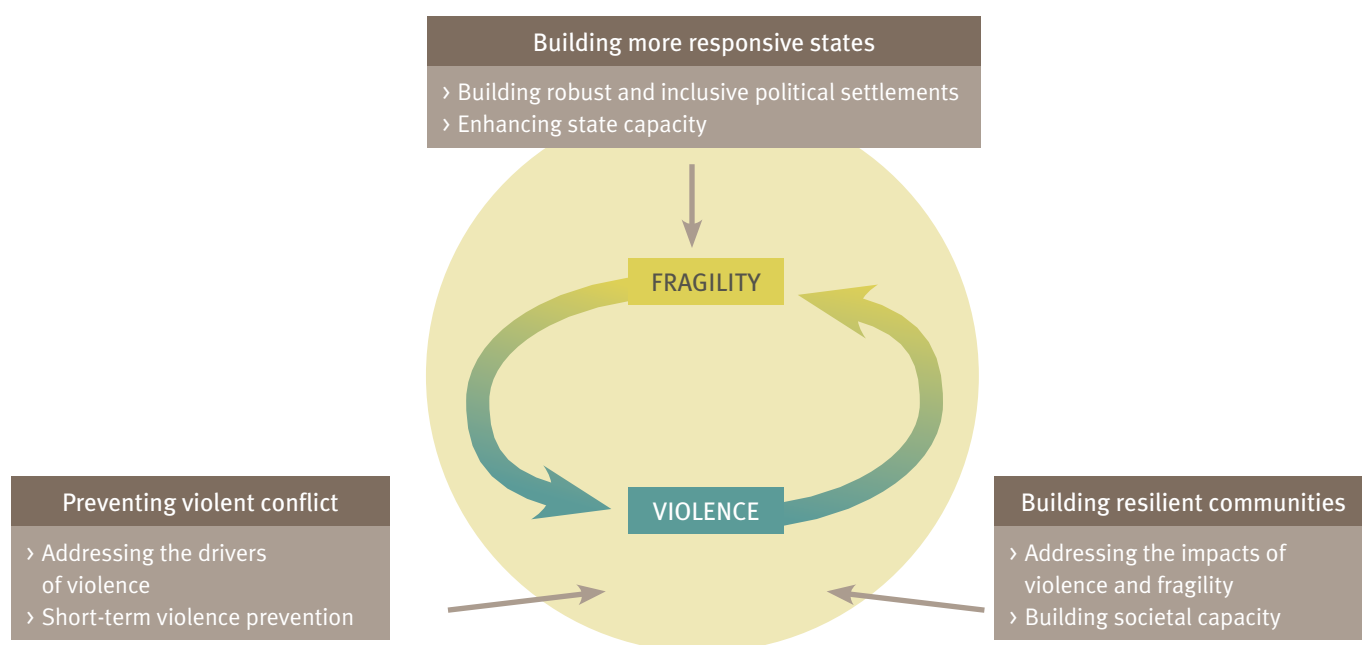 Building more responsive states
› Building robust and inclusive political settlements
› Enhancing state capacity
FRAGILITY
VIOLENCE
Preventing violent conflict
› Addressing the drivers
of violence
› Short-term violence prevention
Building resilient communities
› Addressing the impacts of
violence and fragility
› Building societal capacity